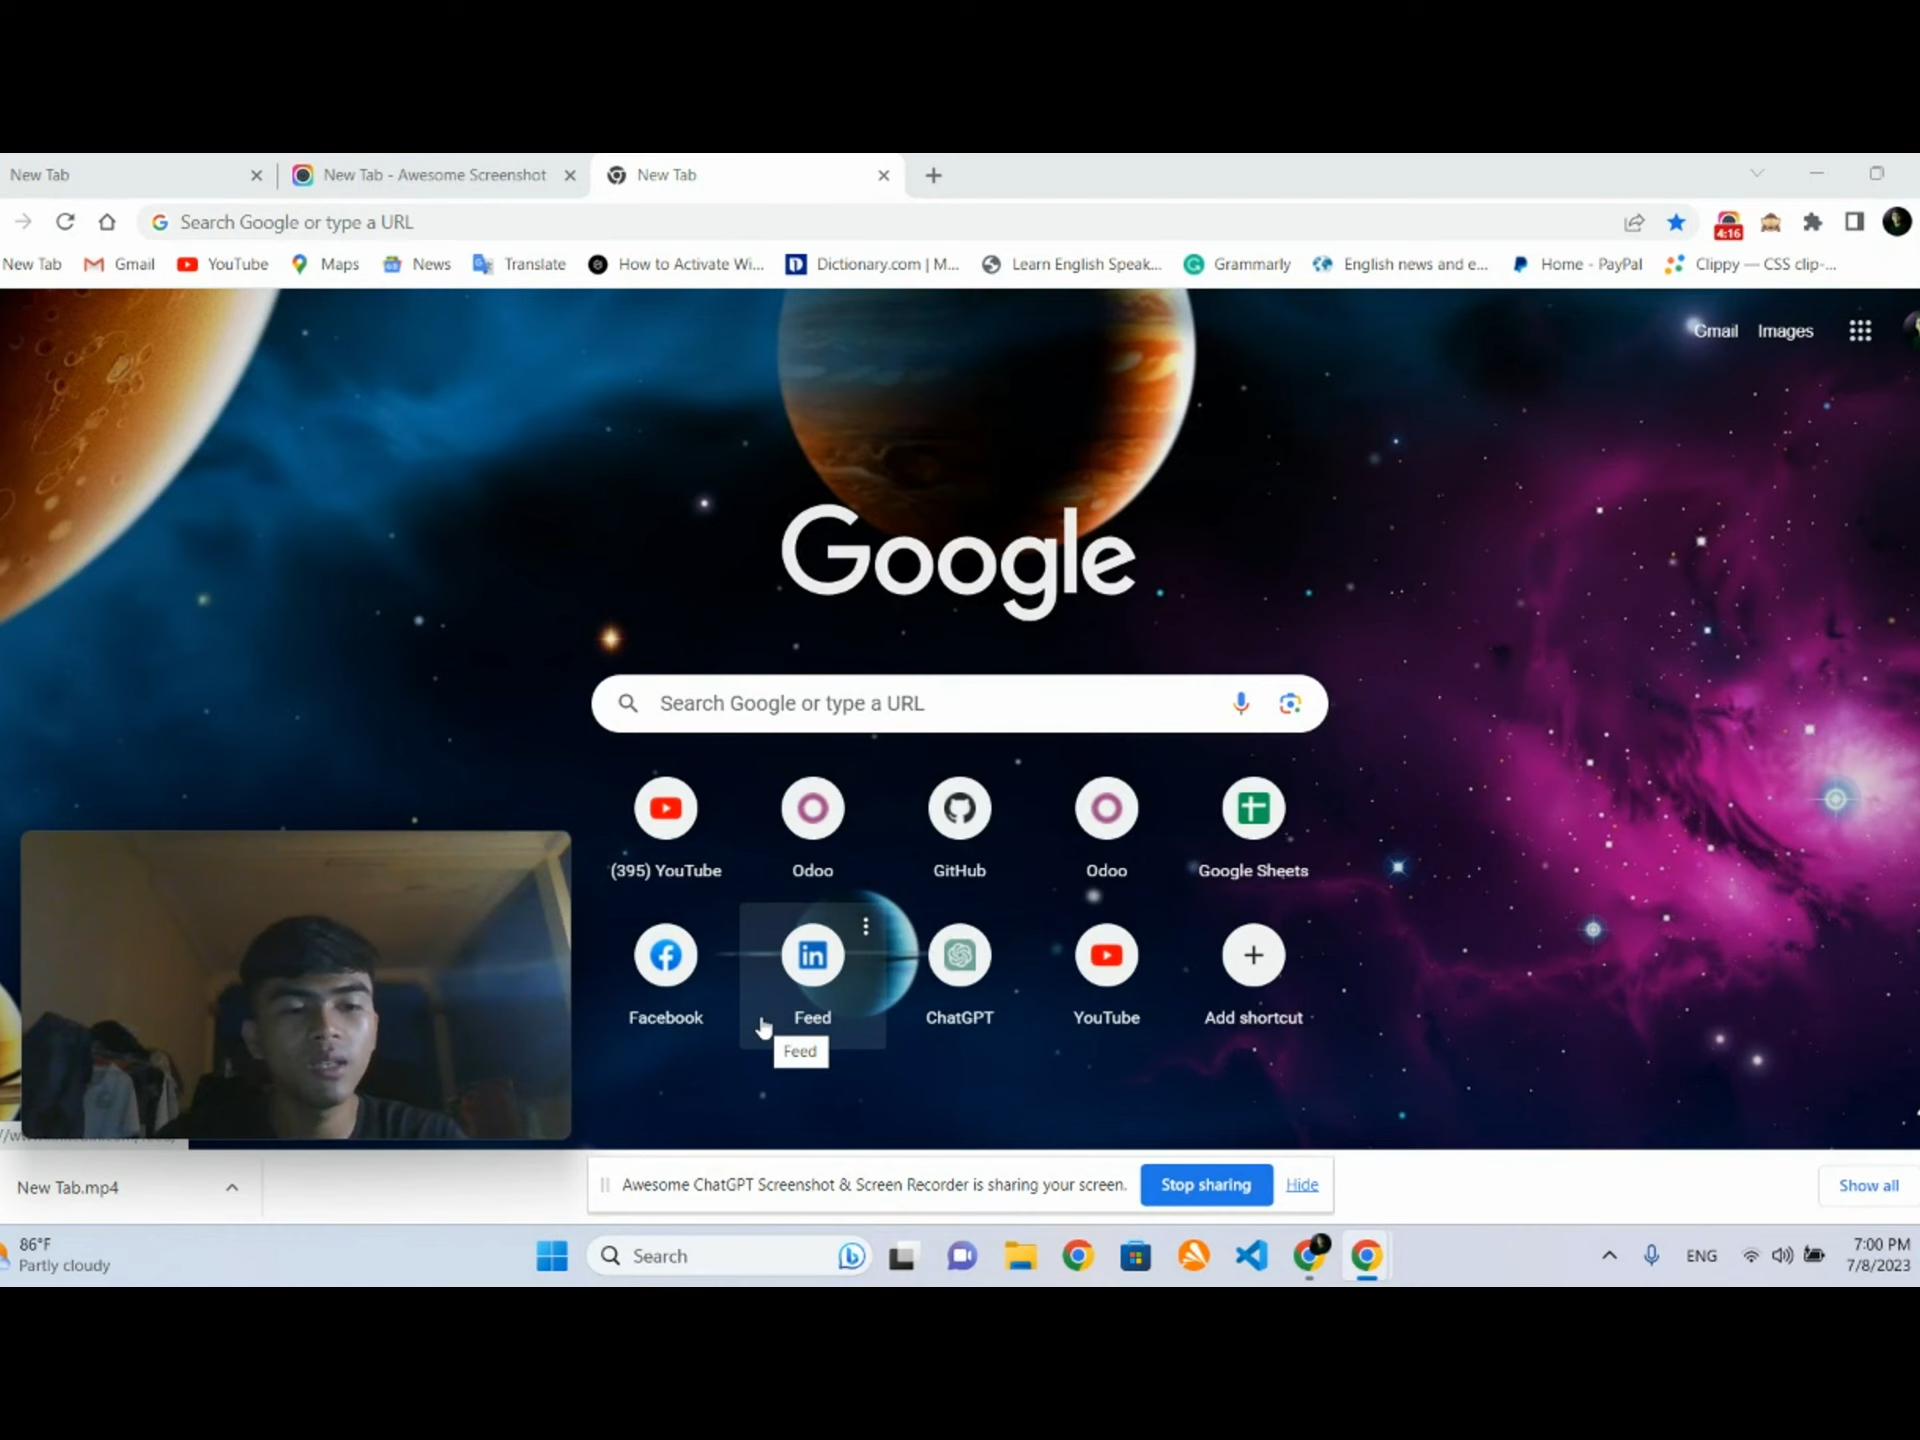 New Tab
New Tab - Awesome Screenshot
New Tab
Search Google or type a URL
4:16
New Tab
Gmail
YouTube
Maps
News
Translate
How to Activate Wi...
Dictionary.com | M...
Learn English Speak...
Grammarly
English news and e...
Home - PayPal
Clippy — CSS clip-...
Gmail
Images
Google
Search Google or type a URL
(395) YouTube
Odoo
GitHub
Odoo
Google Sheets
Facebook
Feed
ChatGPT
YouTube
Add shortcut
Feed
New Tab.mp4
Awesome ChatGPT Screenshot & Screen Recorder is sharing your screen.
Stop sharing
Hide
Show all
86°F
Partly cloudy
Search
ENG
7:00 PM
7/8/2023